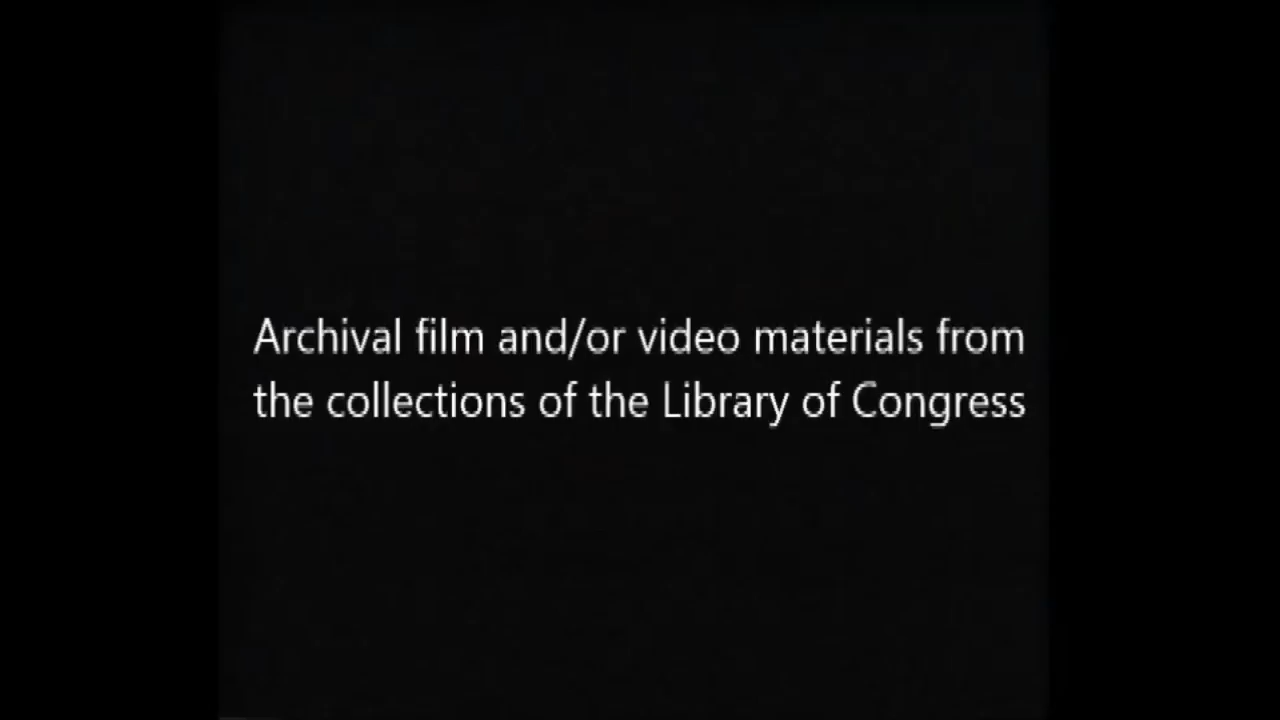 Archival film and/or video materials from
the collections of the Library of Congress